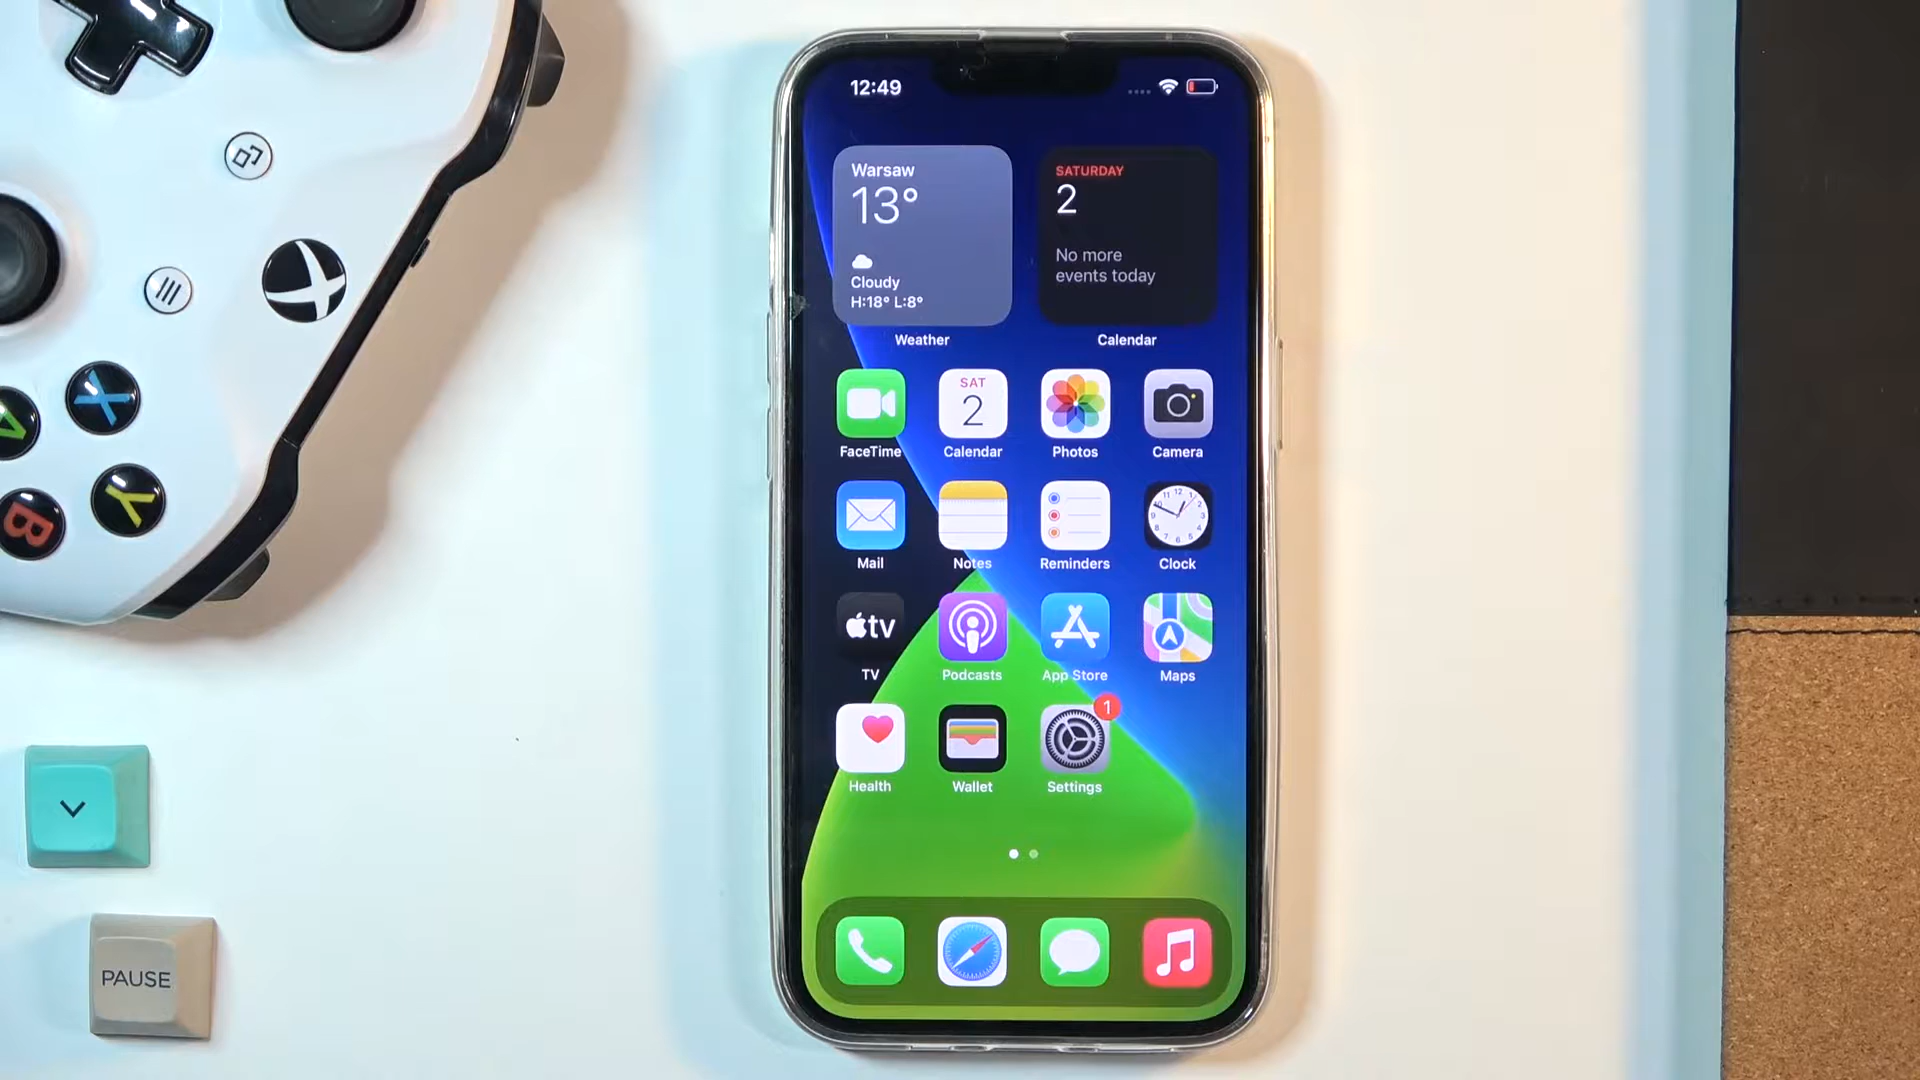 12:49
Warsaw
13°
Cloudy
H:18° L:8°
Weather
SATURDAY
2
No more
events today
Calendar
FaceTime
SAT
2
Calendar
Photos
Camera
Mail
Notes
Reminders
Clock
tv
TV
Podcasts
App Store
Maps
Health
Wallet
1
Settings
X
A
Y
B
PAUSE